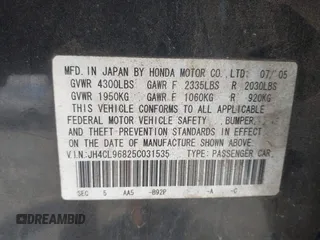 MFD. IN JAPAN BY HONDA MOTOR CO., LTD. 07/05
GVWR 4300LBS GAWR F 2335LBS R 2030LBS
GVWR 1950KG GAWR F 1060KG R 920KG
THIS VEHICLE CONFORMS TO ALL APPLICABLE
FEDERAL MOTOR VEHICLE SAFETY, BUMPER,
AND THEFT PREVENTION STANDARDS IN EFFECT ON
THE DATE OF MANUFACTURE SHOWN ABOVE.
V.I.N. JH4CL96825C031535 TYPE: PASSENGER CAR
SEC 5 AA5 -B92P -A -C
DREAMBID